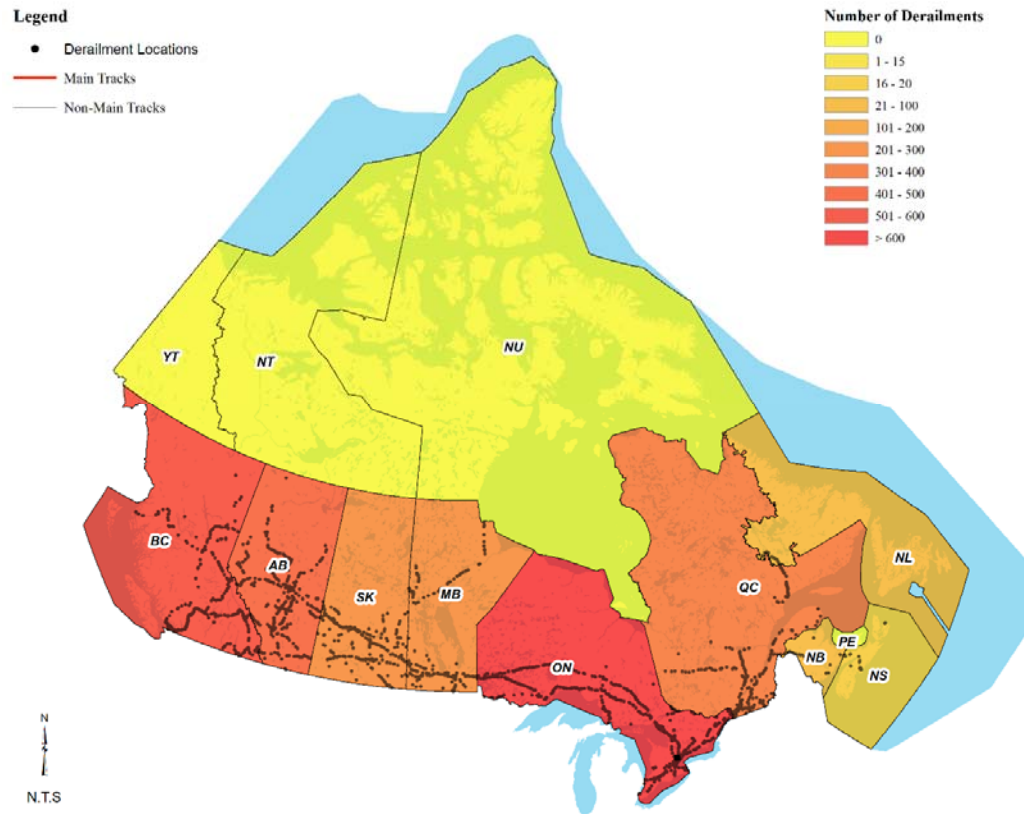 Legend
Derailment Locations
Main Tracks
Non-Main Tracks
Number of Derailments
0
1 - 15
16 - 20
21 - 100
101 - 200
201 - 300
301 - 400
401 - 500
501 - 600
> 600
YT
NT
NU
BC
AB
SK
MB
ON
QC
NL
PE
NB
NS
N
N.T.S